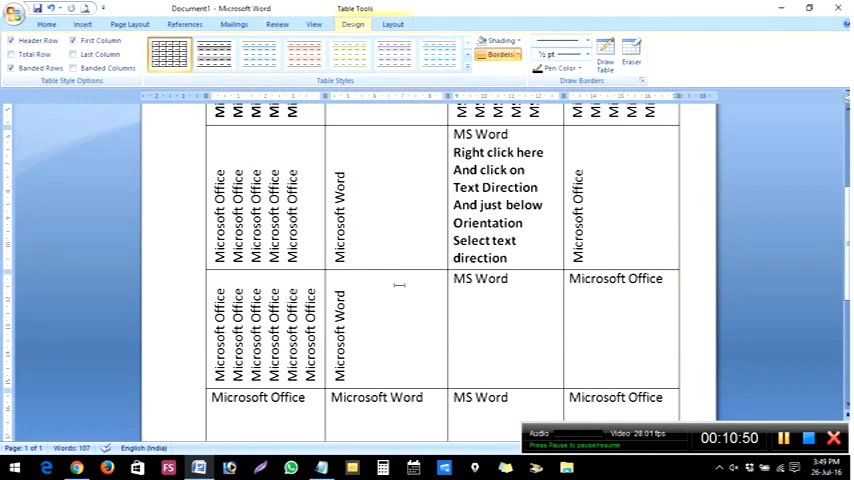 Document1 - Microsoft Word
Table Tools
Home Insert Page Layout References Mailings Review View Design Layout
Header Row First Column
Total Row Last Column
Banded Rows Banded Columns
Table Style Options
Table Styles
Shading
Borders
½ pt
Pen Color
Draw Table
Eraser
Draw Borders
Microsoft Office
Microsoft Office
Microsoft Office
Microsoft Office
Microsoft Office
Microsoft Word
MS Word
Right click here
And click on
Text Direction
And just below
Orientation
Select text
direction
Microsoft Office
Microsoft Office
Microsoft Office
Microsoft Office
Microsoft Office
Microsoft Office
Microsoft Office
Microsoft Word
MS Word
Microsoft Office
Microsoft Office
Microsoft Word
MS Word
Microsoft Office
Audio
Video: 28.01 fps
Press Pause to pause/resume
00:10:50
Page: 1 of 1 Words: 107 English (India)
3:49 PM
26-Jul-16